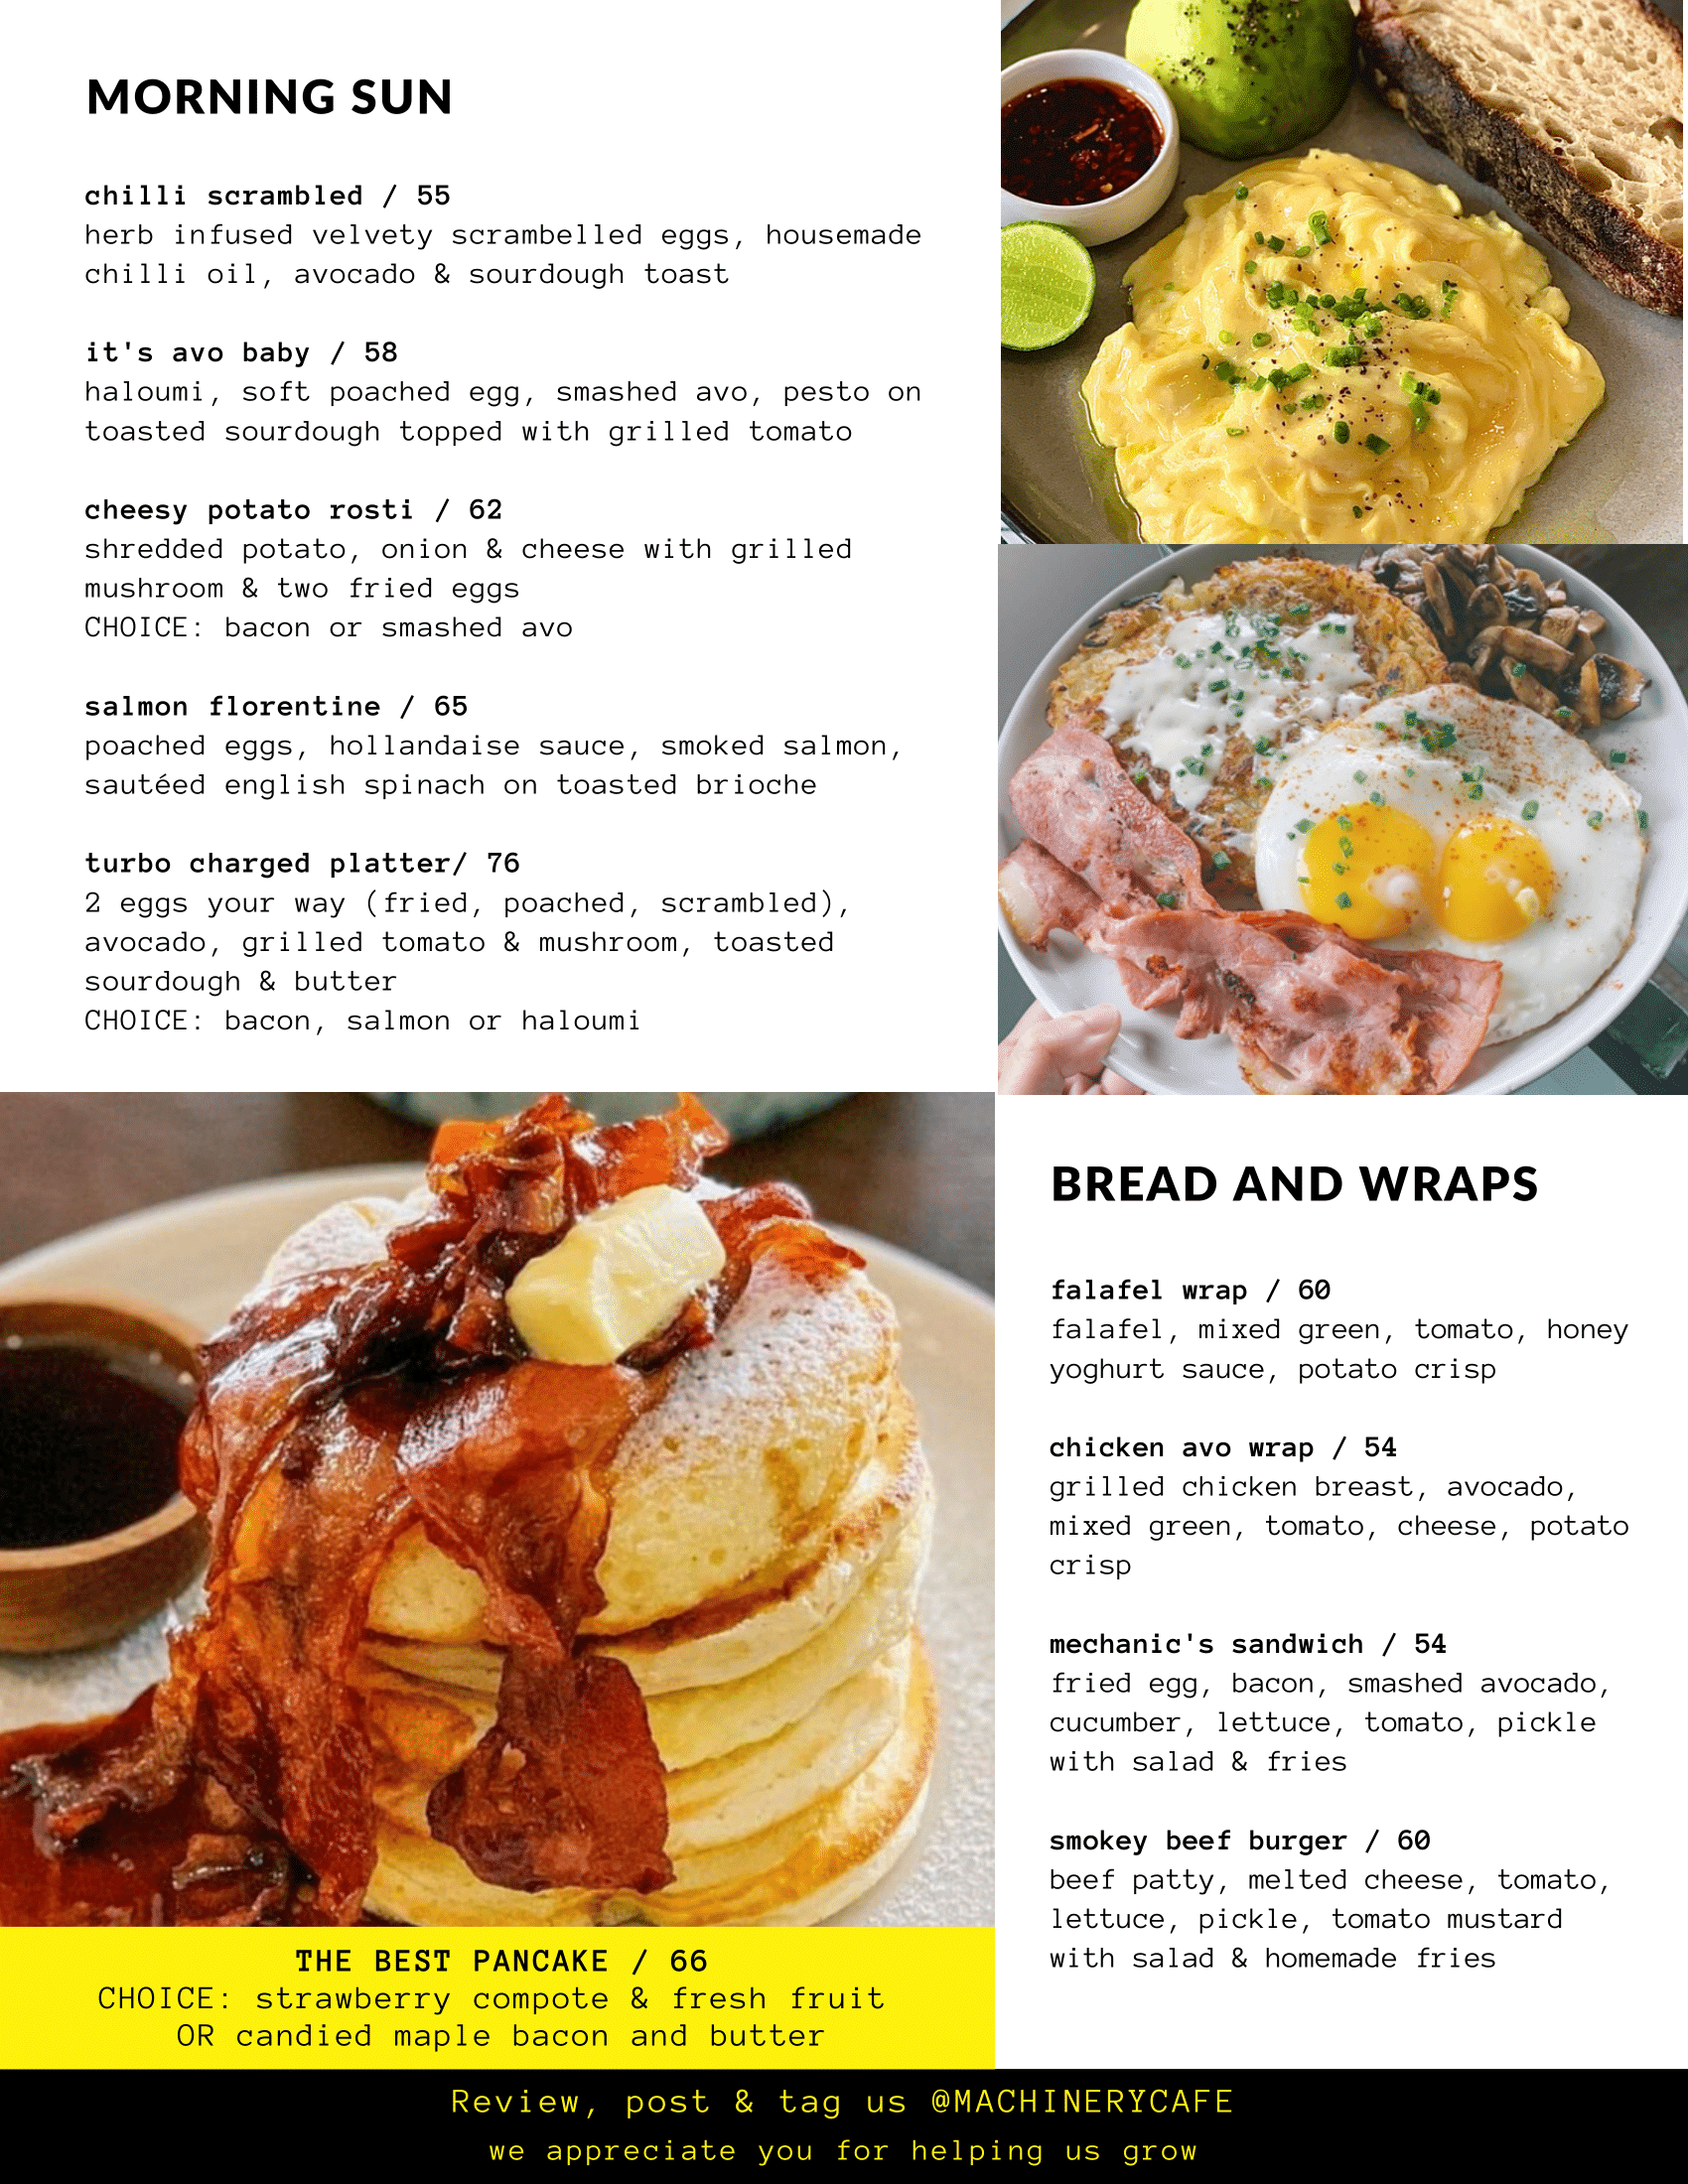 MORNING SUN
chilli scrambled / 55
herb infused velvety scrambelled eggs, housemade
chilli oil, avocado & sourdough toast
it's avo baby / 58
haloumi, soft poached egg, smashed avo, pesto on
toasted sourdough topped with grilled tomato
cheesy potato rosti / 62
shredded potato, onion & cheese with grilled
mushroom & two fried eggs
CHOICE: bacon or smashed avo
salmon florentine / 65
poached eggs, hollandaise sauce, smoked salmon,
sautéed english spinach on toasted brioche
turbo charged platter/ 76
2 eggs your way (fried, poached, scrambled),
avocado, grilled tomato & mushroom, toasted
sourdough & butter
CHOICE: bacon, salmon or haloumi
THE BEST PANCAKE / 66
CHOICE: strawberry compote & fresh fruit
OR candied maple bacon and butter
BREAD AND WRAPS
falafel wrap / 60
falafel, mixed green, tomato, honey
yoghurt sauce, potato crisp
chicken avo wrap / 54
grilled chicken breast, avocado,
mixed green, tomato, cheese, potato
crisp
mechanic's sandwich / 54
fried egg, bacon, smashed avocado,
cucumber, lettuce, tomato, pickle
with salad & fries
smokey beef burger / 60
beef patty, melted cheese, tomato,
lettuce, pickle, tomato mustard
with salad & homemade fries
Review, post & tag us @MACHINERYCAFE
we appreciate you for helping us grow